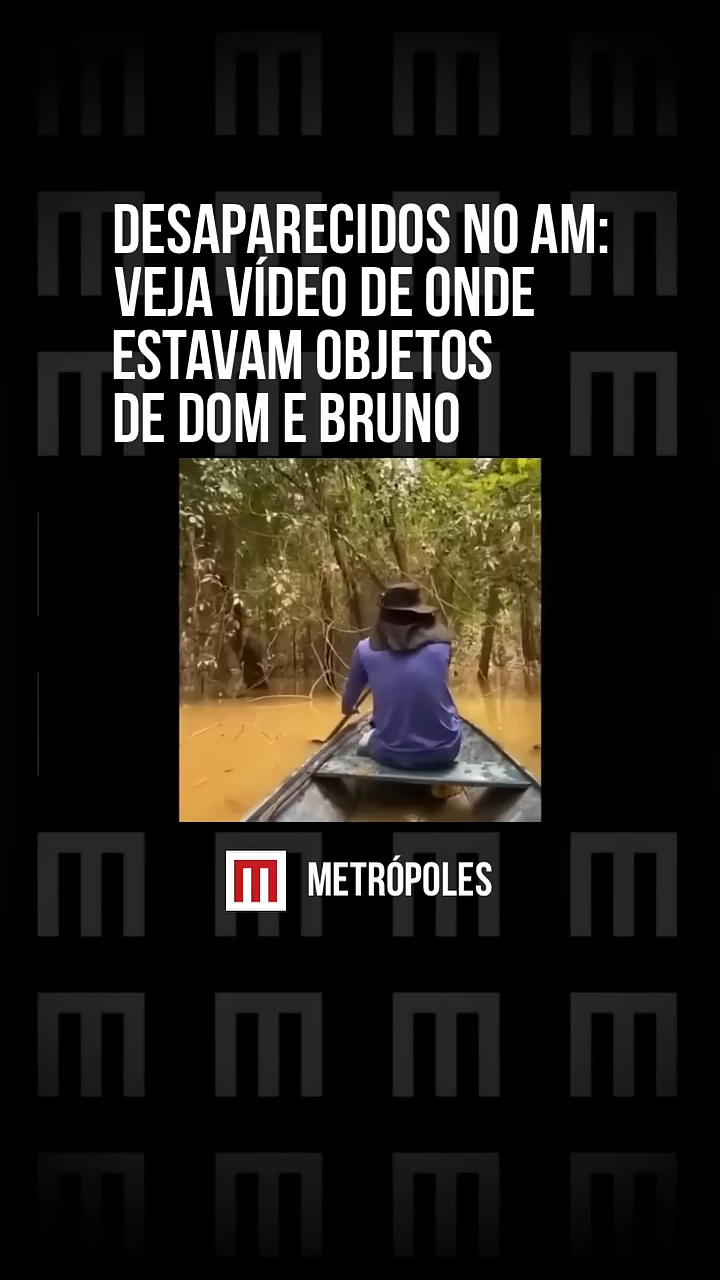 DESAPARECIDOS NO AM:
VEJA VÍDEO DE ONDE
ESTAVAM OBJETOS
DE DOM E BRUNO
METRÓPOLES